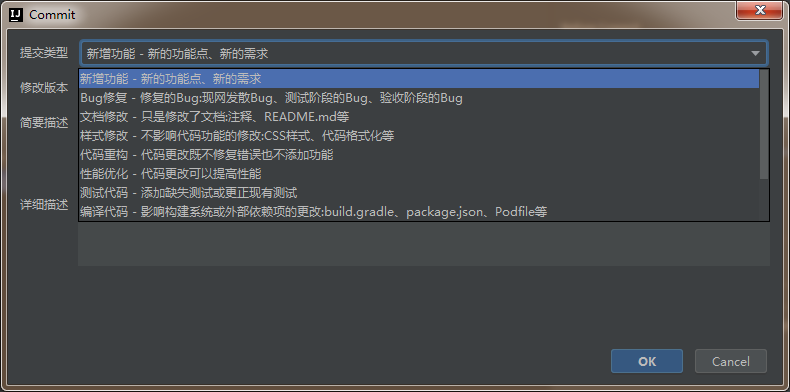 IJ Commit
提交类型 新增功能 - 新的功能点、新的需求
新增功能 - 新的功能点、新的需求
修改版本 Bug修复 - 修复的Bug:现网发散Bug、测试阶段的Bug、验收阶段的Bug
简要描述 文档修改 - 只是修改了文档:注释、README.md等
样式修改 - 不影响代码功能的修改:CSS样式、代码格式化等
代码重构 - 代码更改既不修复错误也不添加功能
性能优化 - 代码更改可以提高性能
测试代码 - 添加缺失测试或更正现有测试
详细描述 编译代码 - 影响构建系统或外部依赖项的更改:build.gradle、package.json、Podfile等
OK Cancel